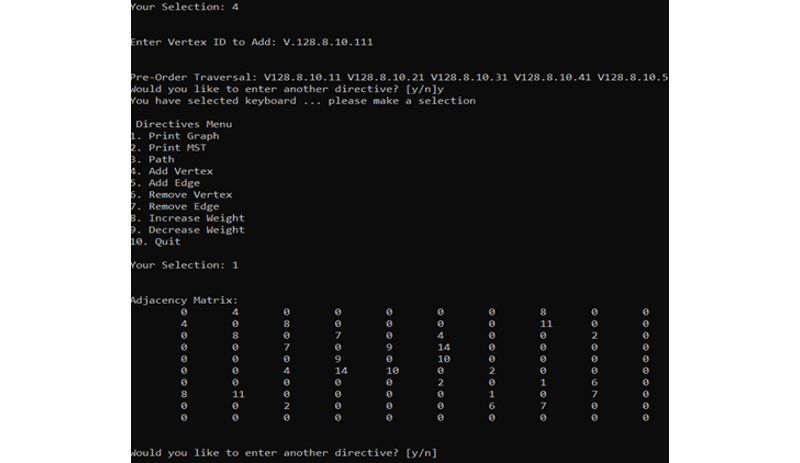 Your Selection: 4
Enter Vertex ID to Add: V.128.8.10.111
Pre-Order Traversal: V128.8.10.11 V128.8.10.21 V128.8.10.31 V128.8.10.41 V128.8.10.5
Would you like to enter another directive? [y/n]y
You have selected keyboard ... please make a selection
Directives Menu
1. Print Graph
2. Print MST
3. Path
4. Add Vertex
5. Add Edge
6. Remove Vertex
7. Remove Edge
8. Increase Weight
9. Decrease Weight
10. Quit
Your Selection: 1
Adjacency Matrix:
0 4 0 0 0 0 0 8 0 0
4 0 8 0 0 0 0 11 0 0
0 8 0 7 0 4 0 0 2 0
0 0 7 0 9 14 0 0 0 0
0 0 0 9 0 10 0 0 0 0
0 0 4 14 10 0 2 0 0 0
0 0 0 0 0 2 0 1 6 0
8 11 0 0 0 0 1 0 7 0
0 0 2 0 0 0 6 7 0 0
0 0 0 0 0 0 0 0 0 0
Would you like to enter another directive? [y/n]